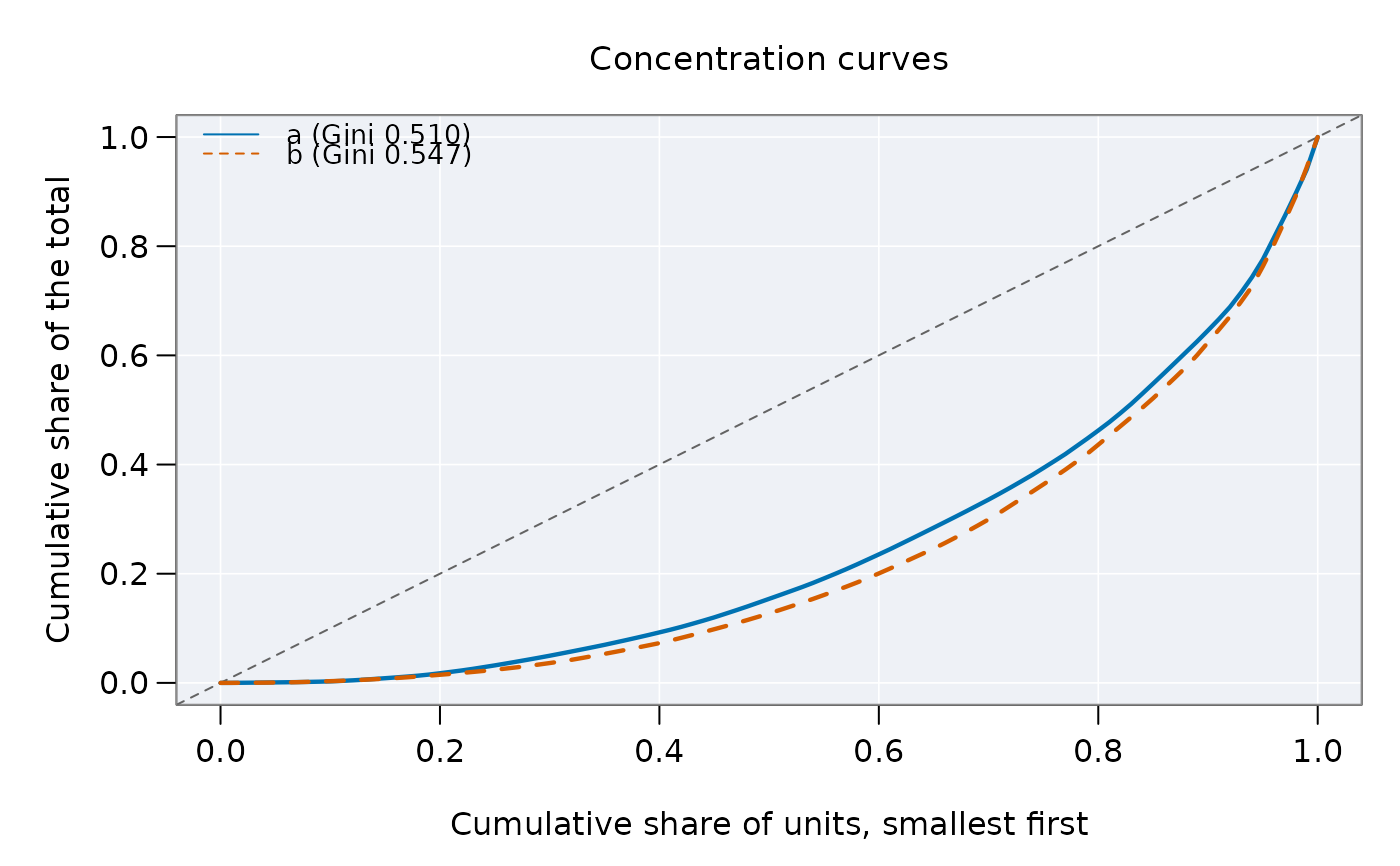 Concentration curves
a (Gini 0.510)
b (Gini 0.547)
Cumulative share of the total
1.0
0.8
0.6
0.4
0.2
0.0
0.0 0.2 0.4 0.6 0.8 1.0
Cumulative share of units, smallest first